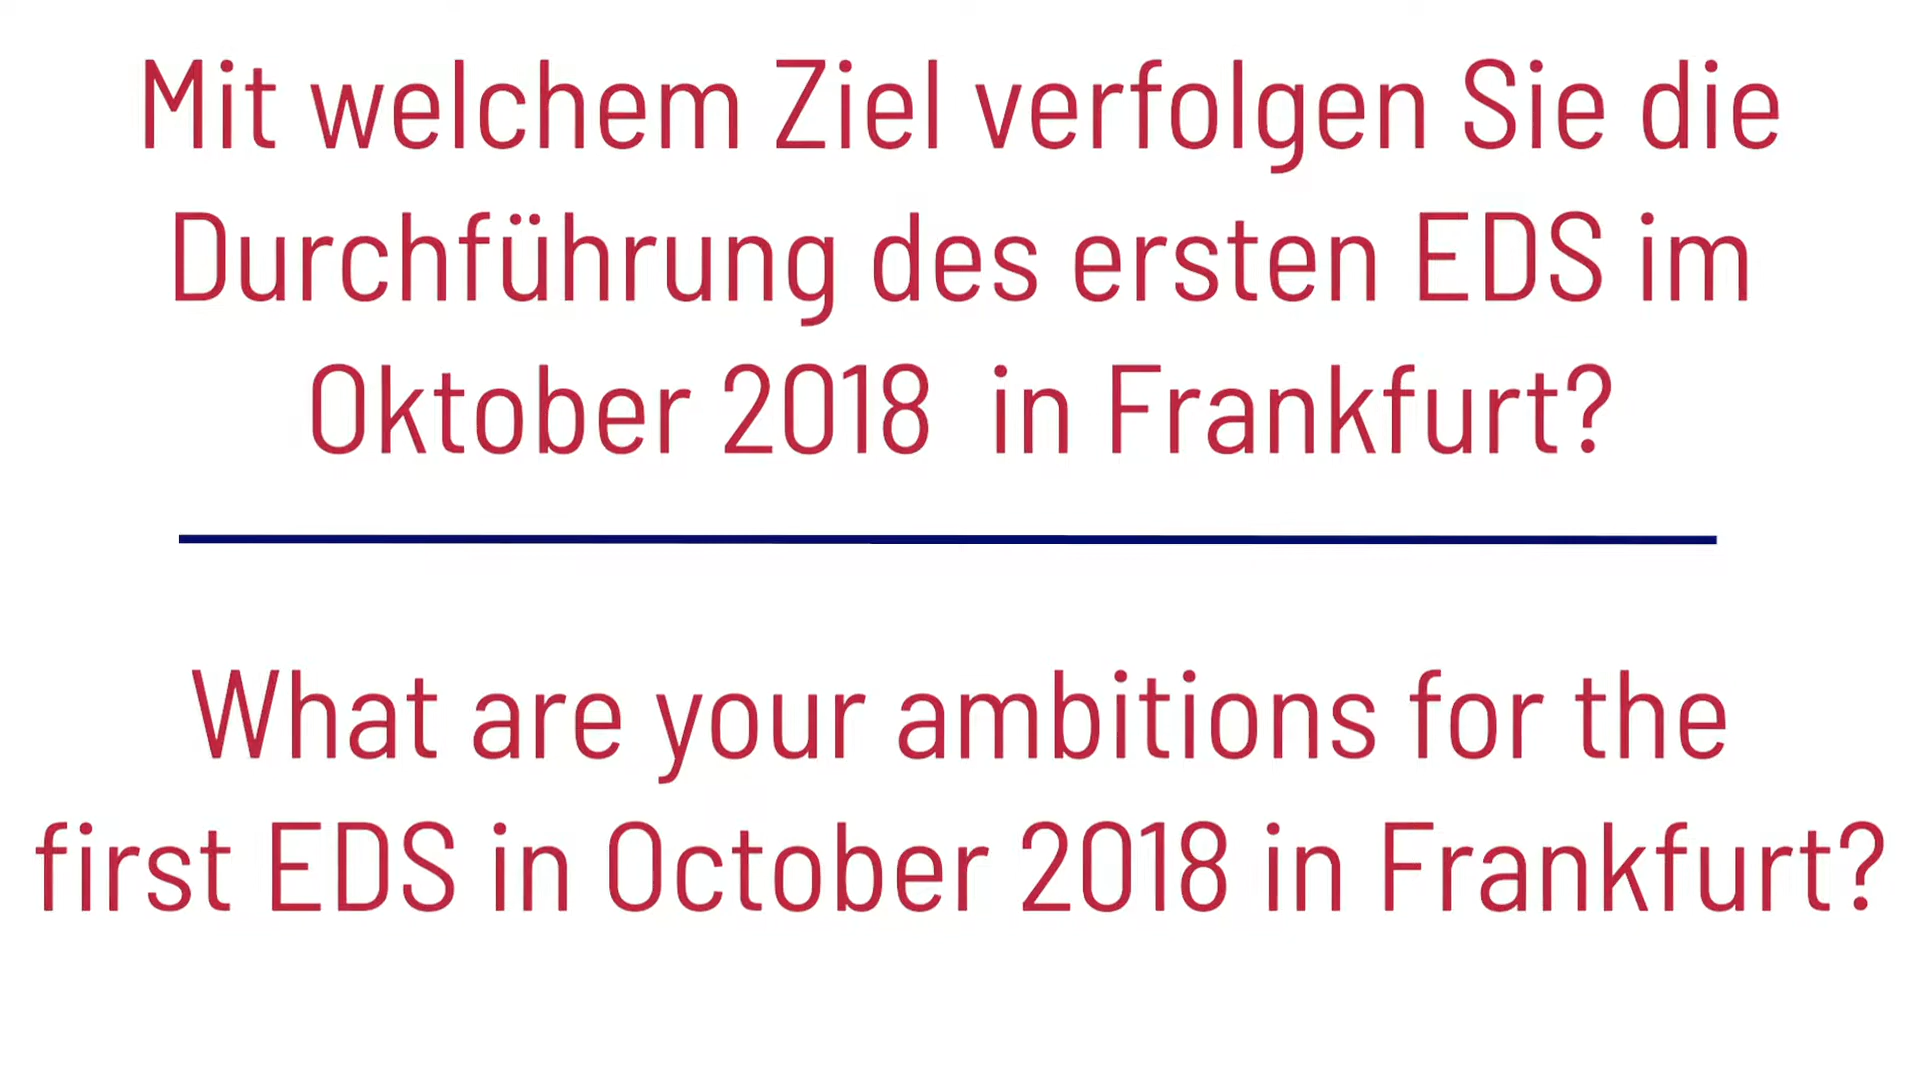 Mit welchem Ziel verfolgen Sie die
Durchführung des ersten EDS im
Oktober 2018  in Frankfurt?
What are your ambitions for the
first EDS in October 2018 in Frankfurt?